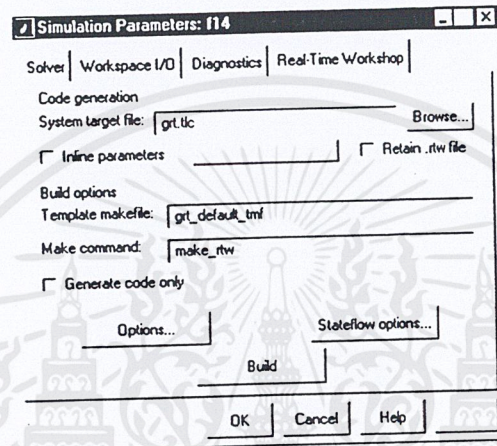 Simulation Parameters: f14
Solver Workspace I/O Diagnostics Real-Time Workshop
Code generation
System target file: grt.tlc Browse...
Inline parameters Retain .rtw file
Build options
Template makefile: grt_default_tmf
Make command: make_rtw
Generate code only
Options... Stateflow options...
Build
OK Cancel Help